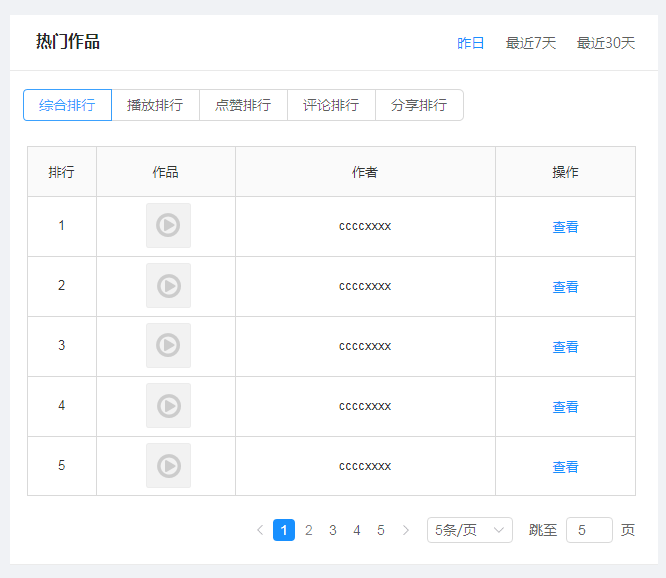 热门作品 昨日 最近7天 最近30天
综合排行 播放排行 点赞排行 评论排行 分享排行
排行 作品 作者 操作
1 ccccxxxx 查看
2 ccccxxxx 查看
3 ccccxxxx 查看
4 ccccxxxx 查看
5 ccccxxxx 查看
1 2 3 4 5 5条/页 跳至 5 页